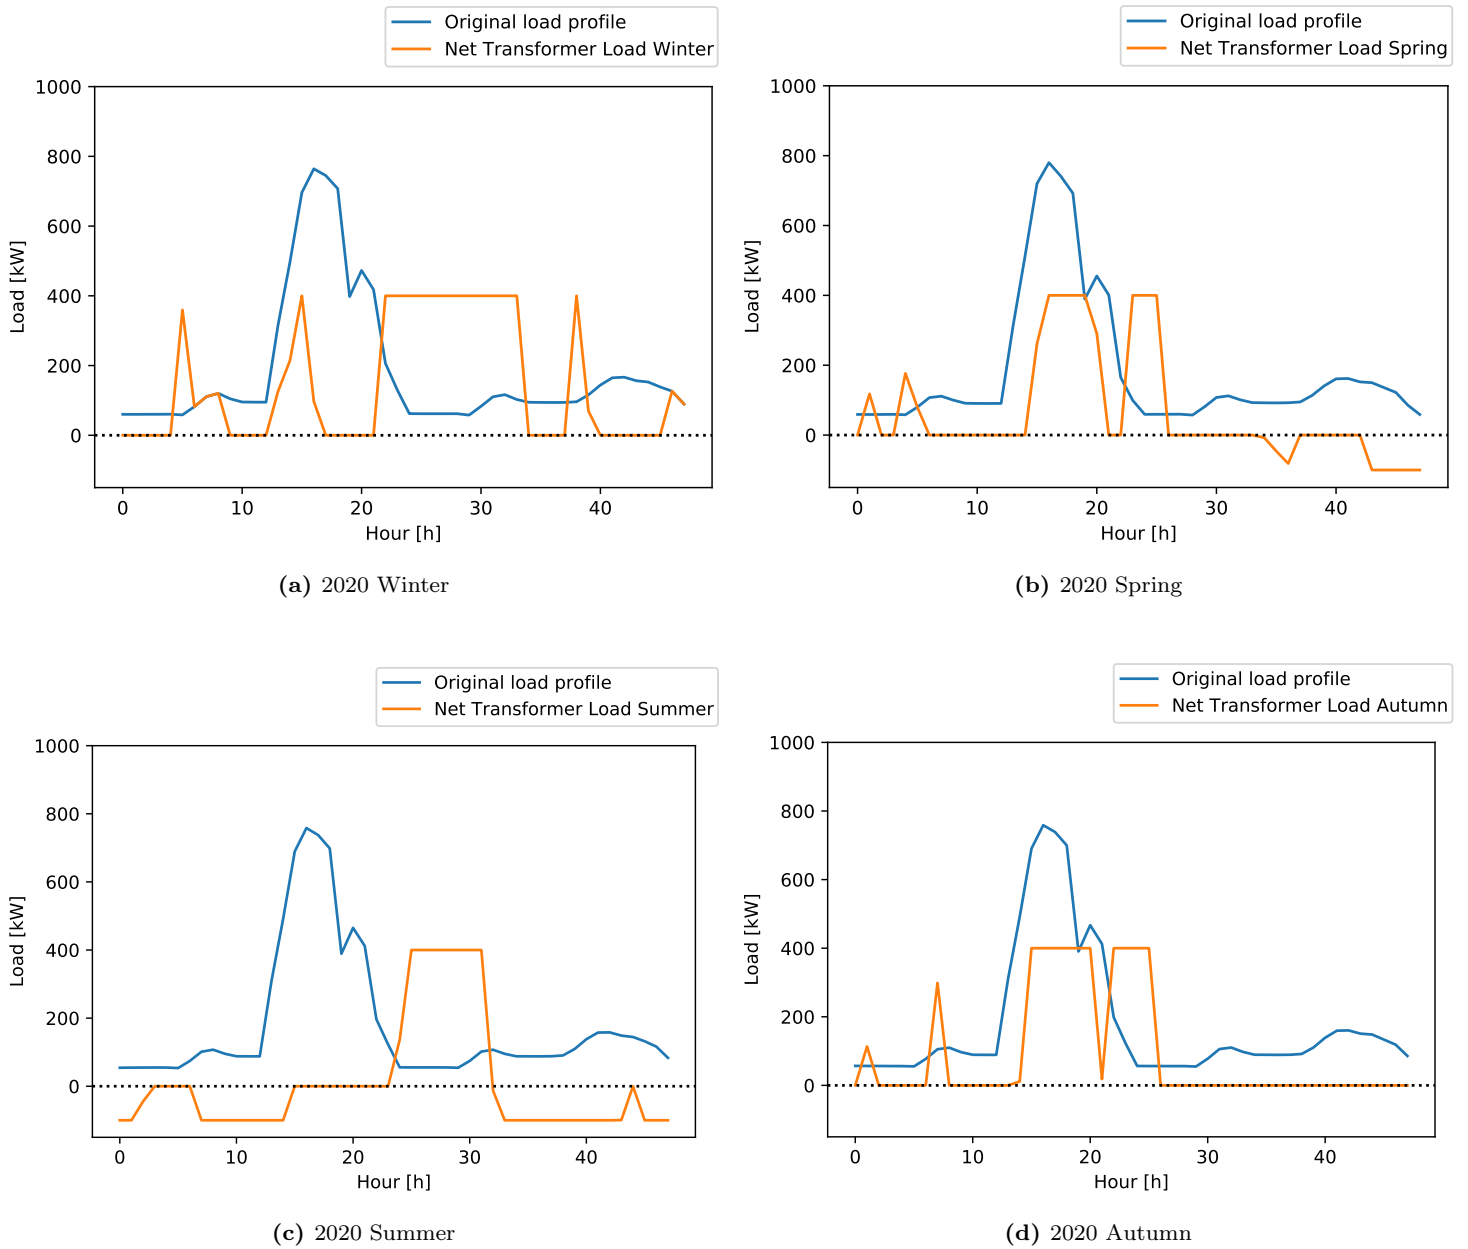 Original load profile
Net Transformer Load Winter
1000
800
600
400
200
0
Load [kW]
0 10 20 30 40
Hour [h]
(a) 2020 Winter
Original load profile
Net Transformer Load Spring
1000
800
600
400
200
0
Load [kW]
0 10 20 30 40
Hour [h]
(b) 2020 Spring
Original load profile
Net Transformer Load Summer
1000
800
600
400
200
0
Load [kW]
0 10 20 30 40
Hour [h]
(c) 2020 Summer
Original load profile
Net Transformer Load Autumn
1000
800
600
400
200
0
Load [kW]
0 10 20 30 40
Hour [h]
(d) 2020 Autumn